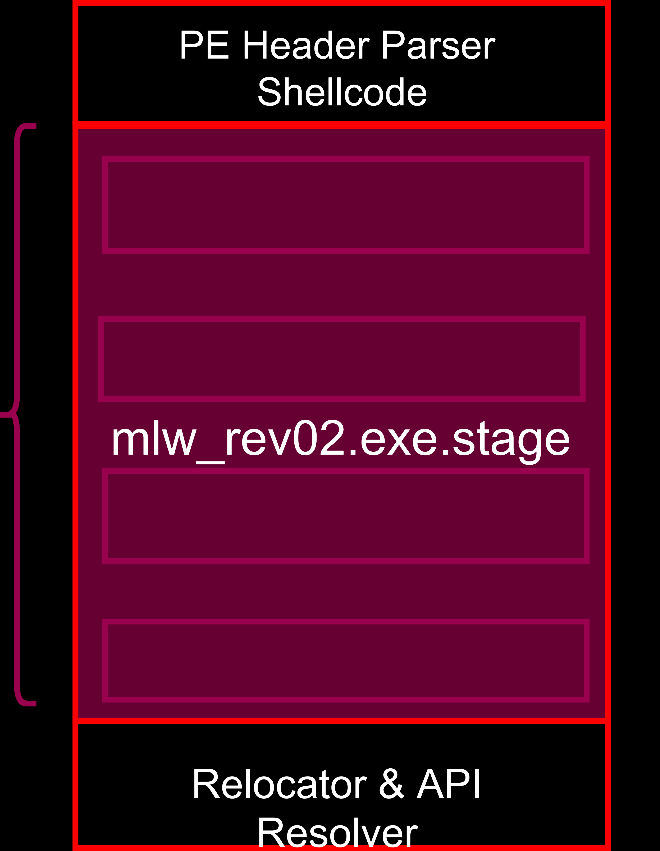 PE Header Parser
Shellcode
mlw_rev02.exe.stage
Relocator & API
Resolver